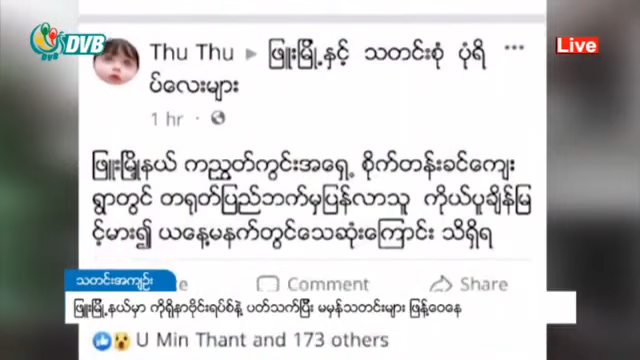 DVB
DVB
Live
Thu Thu ▸ ဖြူးမြို့နှင့် သတင်းစုံ ပုံရိ
ပ်လေးများ
1 hr ·
ဖြူးမြို့နယ် ကညွတ်ကွင်းအရှေ့ စိုက်တန်းခင်ကျေး
ရွာတွင် တရုတ်ပြည်ဘက်မှပြန်လာသူ ကိုယ်ပူချိန်မြ
င့်မား၍ ယနေ့မနက်တွင်သေဆုံးကြောင်း သိရှိရ
Comment
Share
သတင်းအကျဉ်း
ဖြူးမြို့နယ်မှာ ကိုရိုနာဗိုင်းရပ်စ်နဲ့ ပတ်သက်ပြီး မမှန်သတင်းများ ဖြန့်ဝေနေ
U Min Thant and 173 others